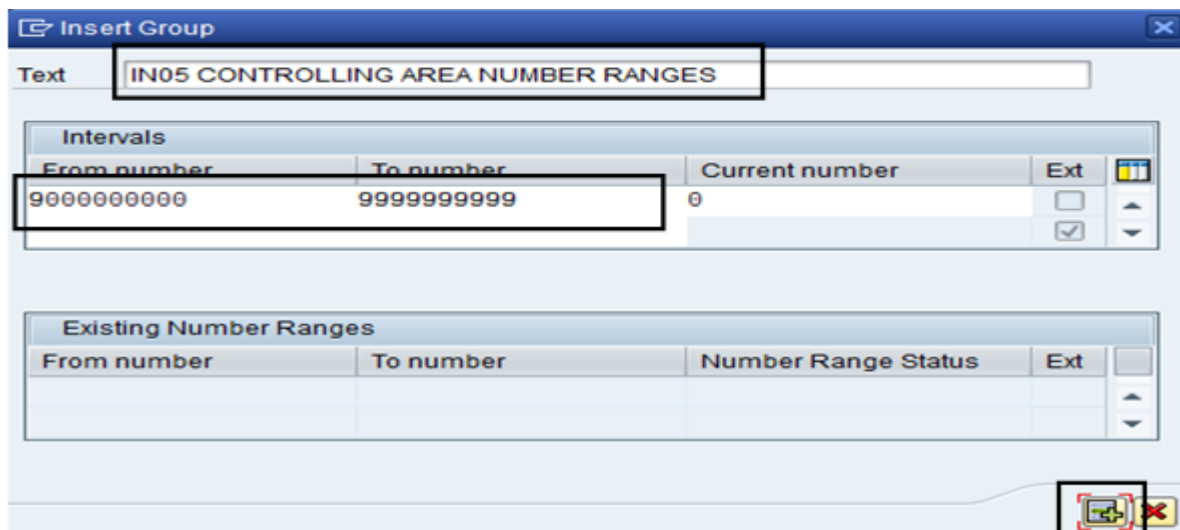 Insert Group
Text IN05 CONTROLLING AREA NUMBER RANGES
Intervals
From number To number Current number Ext
9000000000 9999999999 0
Existing Number Ranges
From number To number Number Range Status Ext